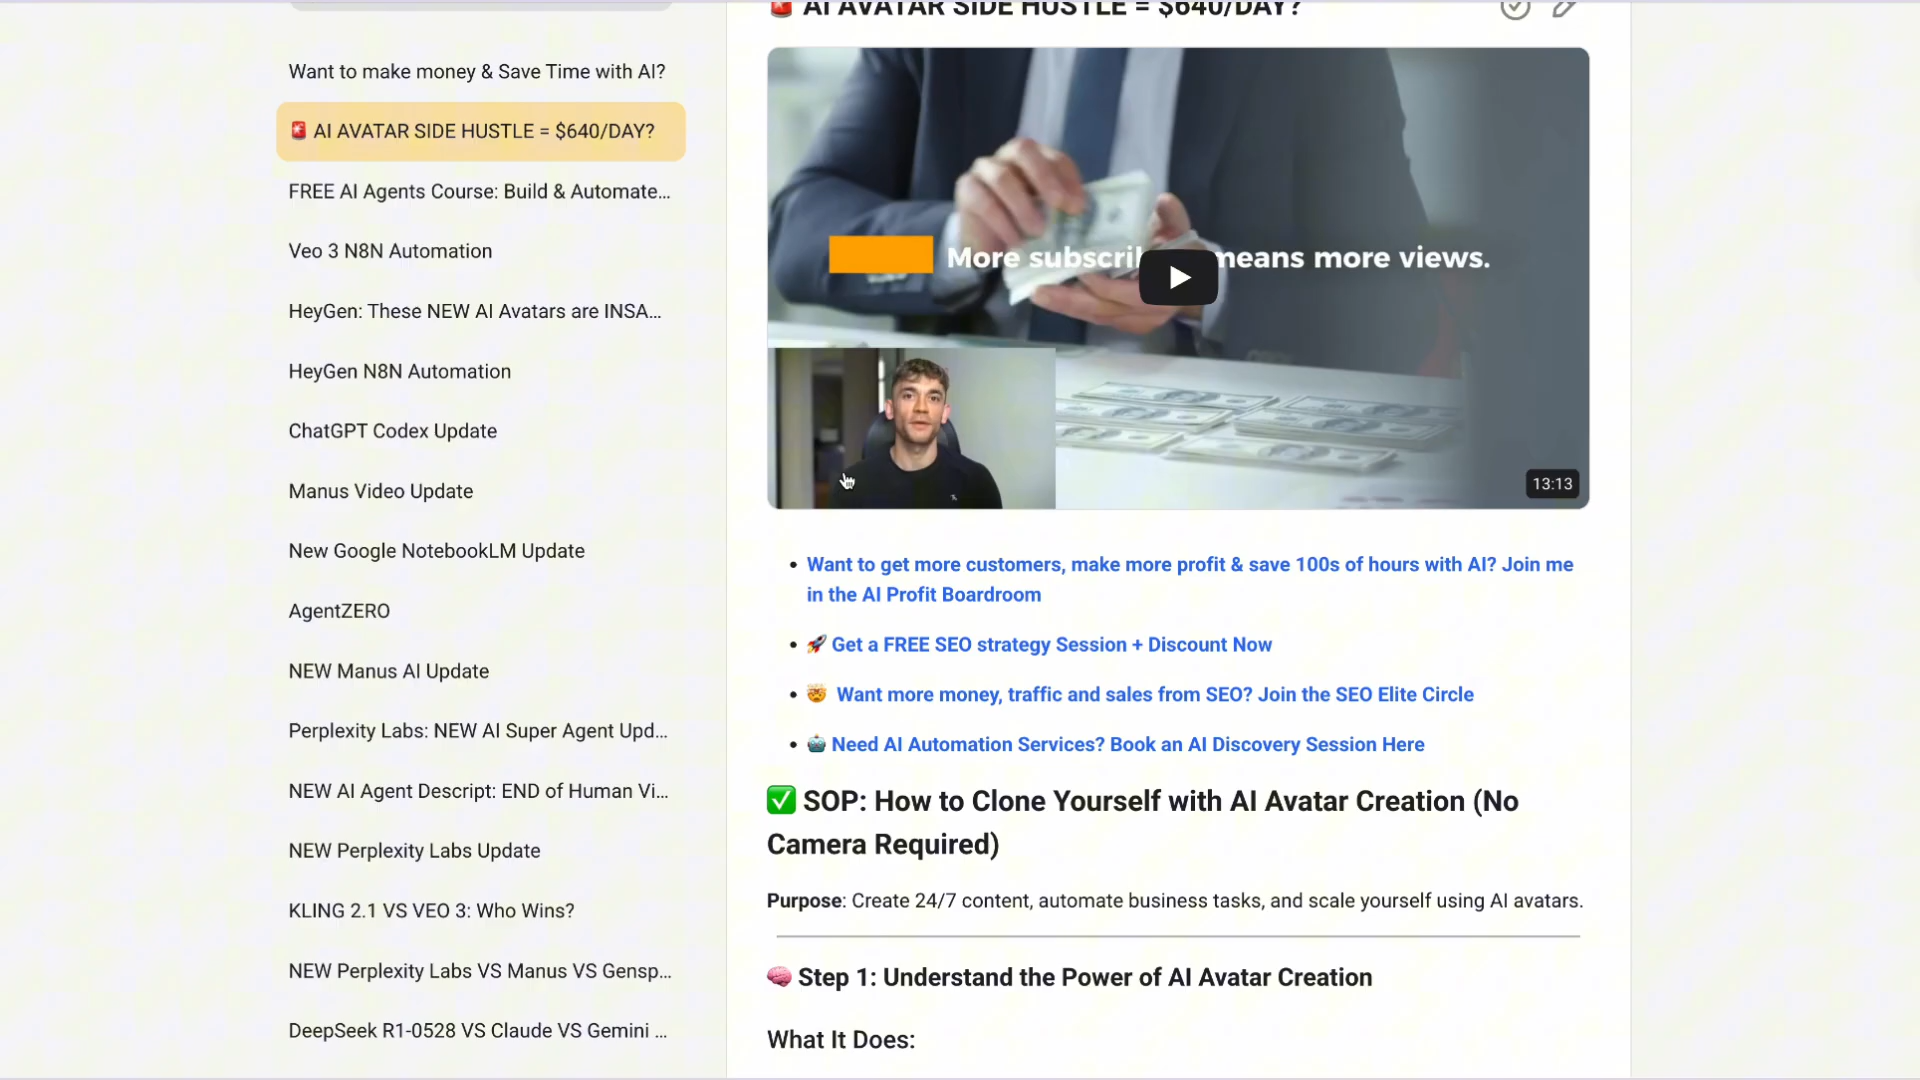 Want to make money & Save Time with AI?
🚨 AI AVATAR SIDE HUSTLE = $640/DAY?
FREE AI Agents Course: Build & Automate...
Veo 3 N8N Automation
HeyGen: These NEW AI Avatars are INSA...
HeyGen N8N Automation
ChatGPT Codex Update
Manus Video Update
New Google NotebookLM Update
AgentZERO
NEW Manus AI Update
Perplexity Labs: NEW AI Super Agent Upd...
NEW AI Agent Descript: END of Human Vi...
NEW Perplexity Labs Update
KLING 2.1 VS VEO 3: Who Wins?
NEW Perplexity Labs VS Manus VS Gensp...
DeepSeek R1-0528 VS Claude VS Gemini ...
🚨 AI AVATAR SIDE HUSTLE = $640/DAY?
More means more views.
13:13
• Want to get more customers, make more profit & save 100s of hours with AI? Join me
in the AI Profit Boardroom
• 🚀 Get a FREE SEO strategy Session + Discount Now
• 🤯 Want more money, traffic and sales from SEO? Join the SEO Elite Circle
• 🤖 Need AI Automation Services? Book an AI Discovery Session Here
✅ SOP: How to Clone Yourself with AI Avatar Creation (No
Camera Required)
Purpose: Create 24/7 content, automate business tasks, and scale yourself using AI avatars.
🧠 Step 1: Understand the Power of AI Avatar Creation
What It Does: